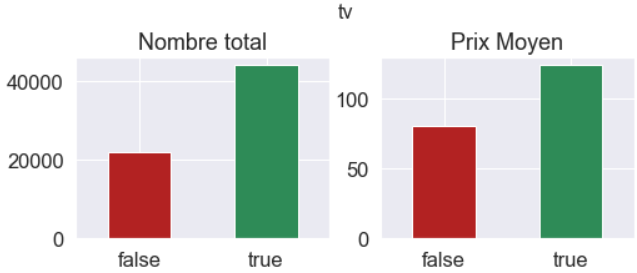 tv
Nombre total
40000
20000
0
false
true
Prix Moyen
100
50
0
false
true